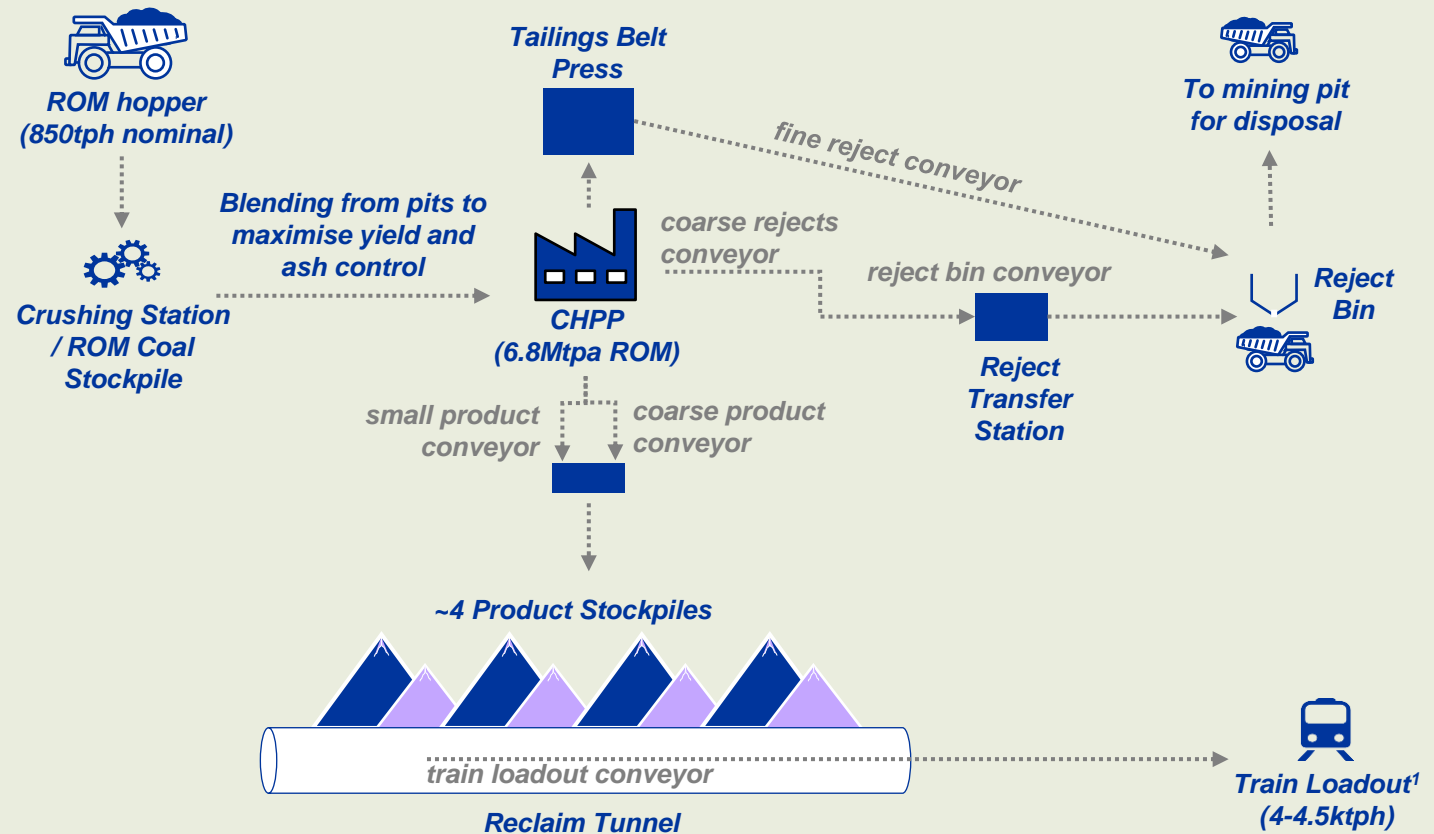 ROM hopper
(850tph nominal)
Tailings Belt
Press
To mining pit
for disposal
fine reject conveyor
Blending from pits to
maximise yield and
ash control
coarse rejects
conveyor
reject bin conveyor
Reject
Bin
Crushing Station
/ ROM Coal
Stockpile
CHPP
(6.8Mtpa ROM)
Reject
Transfer
Station
small product
conveyor
coarse product
conveyor
~4 Product Stockpiles
train loadout conveyor
Reclaim Tunnel
Train Loadout¹
(4-4.5ktph)